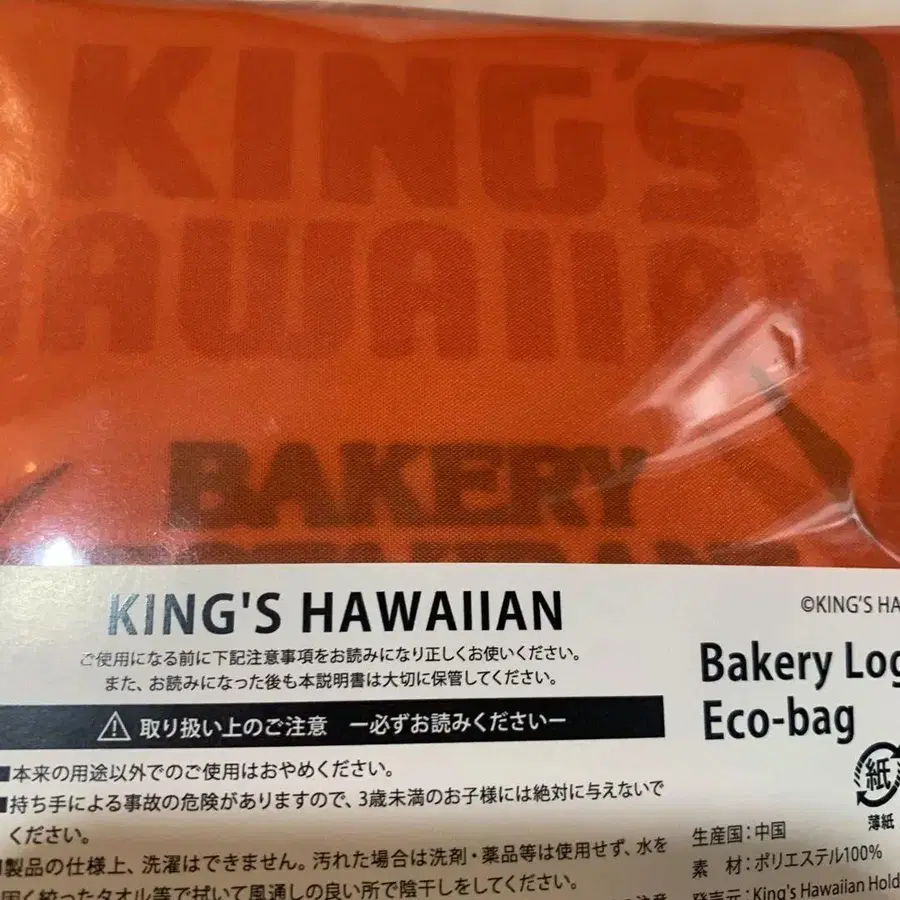 KING'S
HAWAIIAN
BAKERY
KING'S HAWAIIAN
ご使用になる前に下記注意事項をお読みになり正しくお使いください。
また、お読みになった後も本説明書は大切に保管してください。
取り扱い上のご注意 ー必ずお読みくださいー
■本来の用途以外でのご使用はおやめください。
■持ち手による事故の危険がありますので、3歳未満のお子様には絶対に与えないで
ください。
製品の仕様上、洗濯はできません。汚れた場合は洗剤・薬品等は使用せず、水を
固く絞ったタオル等で拭いて風通しの良い所で陰干しをしてください。
©KING'S HA
Bakery Log
Eco-bag
紙
薄紙
生産国：中国
素 材：ポリエステル100%
発売元：King's Hawaiian Hold